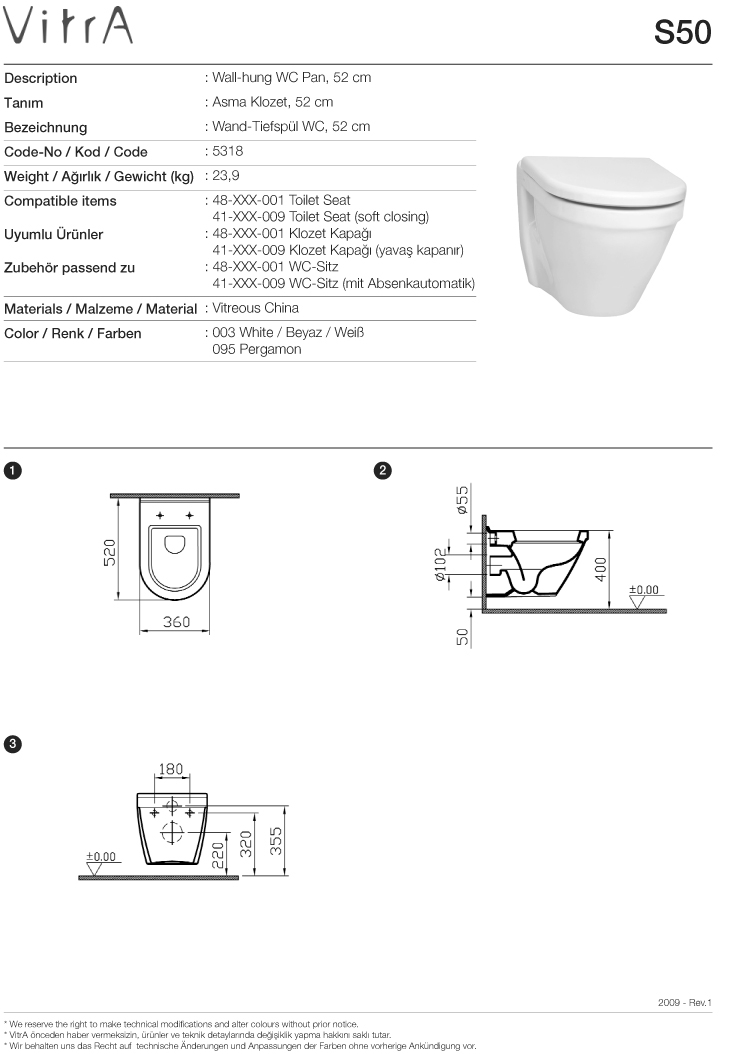 VitrA
S50
Description : Wall-hung WC Pan, 52 cm
Tanım : Asma Klozet, 52 cm
Bezeichnung : Wand-Tiefspül WC, 52 cm
Code-No / Kod / Code : 5318
Weight / Ağırlık / Gewicht (kg) : 23,9
Compatible items : 48-XXX-001 Toilet Seat
41-XXX-009 Toilet Seat (soft closing)
Uyumlu Ürünler : 48-XXX-001 Klozet Kapağı
41-XXX-009 Klozet Kapağı (yavaş kapanır)
Zubehör passend zu : 48-XXX-001 WC-Sitz
41-XXX-009 WC-Sitz (mit Absenkautomatik)
Materials / Malzeme / Material : Vitreous China
Color / Renk / Farben : 003 White / Beyaz / Weiß
095 Pergamon
1
520
360
2
ø55
ø102
400
±0.00
50
3
180
±0.00
220
320
355
2009 - Rev.1
* We reserve the right to make technical modifications and alter colours without prior notice.
* VitrA önceden haber vermeksizin, ürünler ve teknik detaylarında değişiklik yapma hakkını saklı tutar.
* Wir behalten uns das Recht auf technische Änderungen und Anpassungen der Farben ohne vorherige Ankündigung vor.